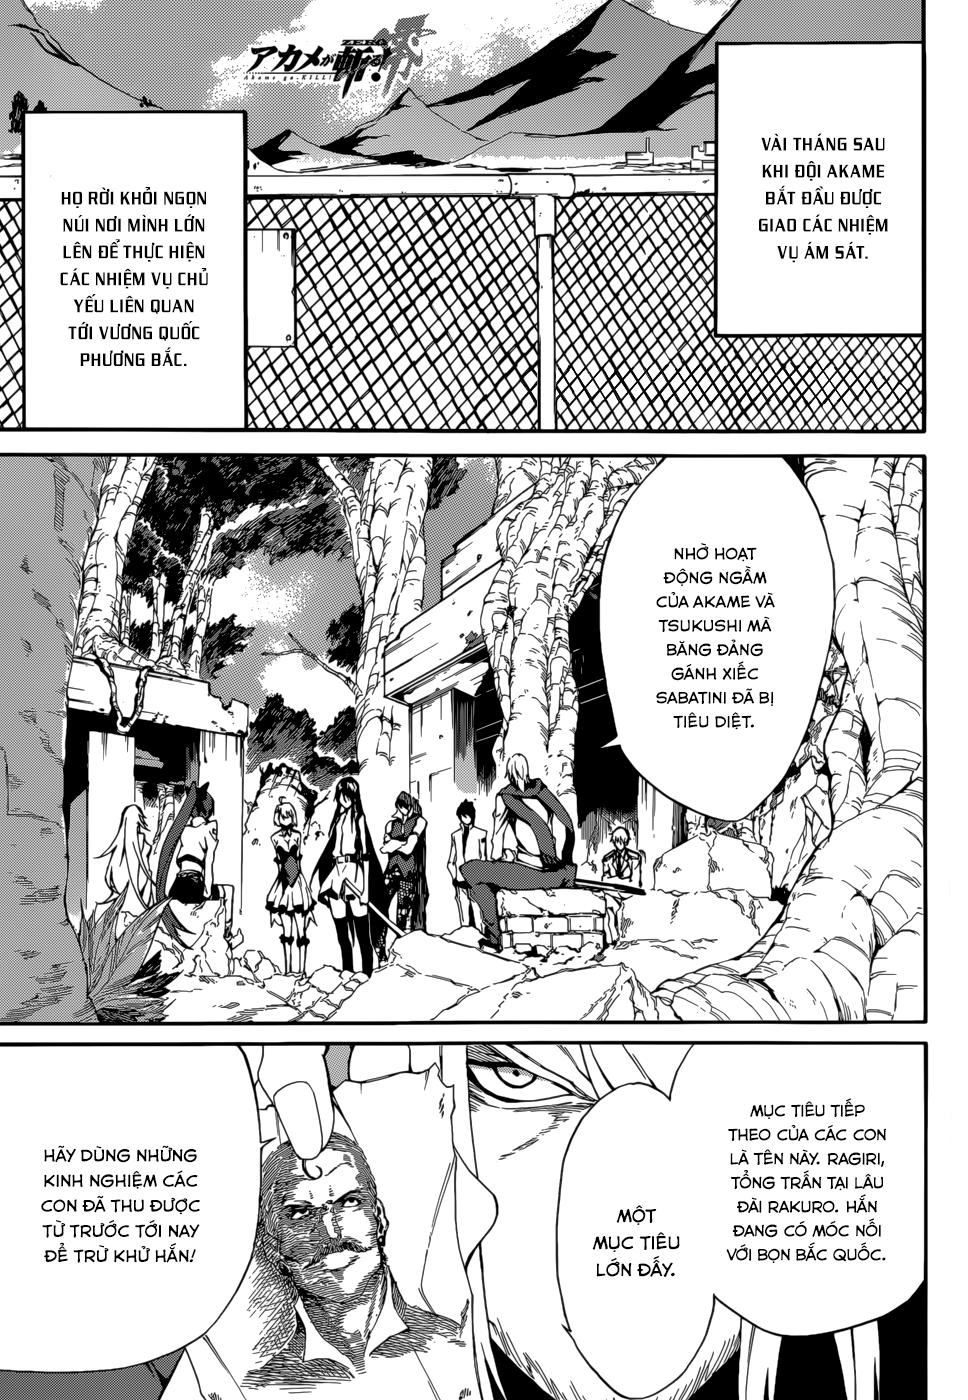 ZERO
アカメが斬る!零
Akame ga KILL!
VÀI THÁNG SAU
KHI ĐỘI AKAME
BẮT ĐẦU ĐƯỢC
GIAO CÁC NHIỆM
VỤ ÁM SÁT.
HỌ RỜI KHỎI NGỌN
NÚI NƠI MÌNH LỚN
LÊN ĐỂ THỰC HIỆN
CÁC NHIỆM VỤ CHỦ
YẾU LIÊN QUAN
TỚI VƯƠNG QUỐC
PHƯƠNG BẮC.
NHỜ HOẠT
ĐỘNG NGẦM
CỦA AKAME VÀ
TSUKUSHI MÀ
BĂNG ĐẢNG
GÁNH XIẾC
SABATINI ĐÃ BỊ
TIÊU DIỆT.
MỤC TIÊU TIẾP
THEO CỦA CÁC CON
LÀ TÊN NÀY. RAGIRI,
TỔNG TRẤN TẠI LÂU
ĐÀI RAKURO. HẮN
ĐANG CÓ MÓC NỐI
VỚI BỌN BẮC QUỐC.
MỘT
MỤC TIÊU
LỚN ĐẤY.
HÃY DÙNG NHỮNG
KINH NGHIỆM CÁC
CON ĐÃ THU ĐƯỢC
TỪ TRƯỚC TỚI NAY
ĐỂ TRỪ KHỬ HẮN!